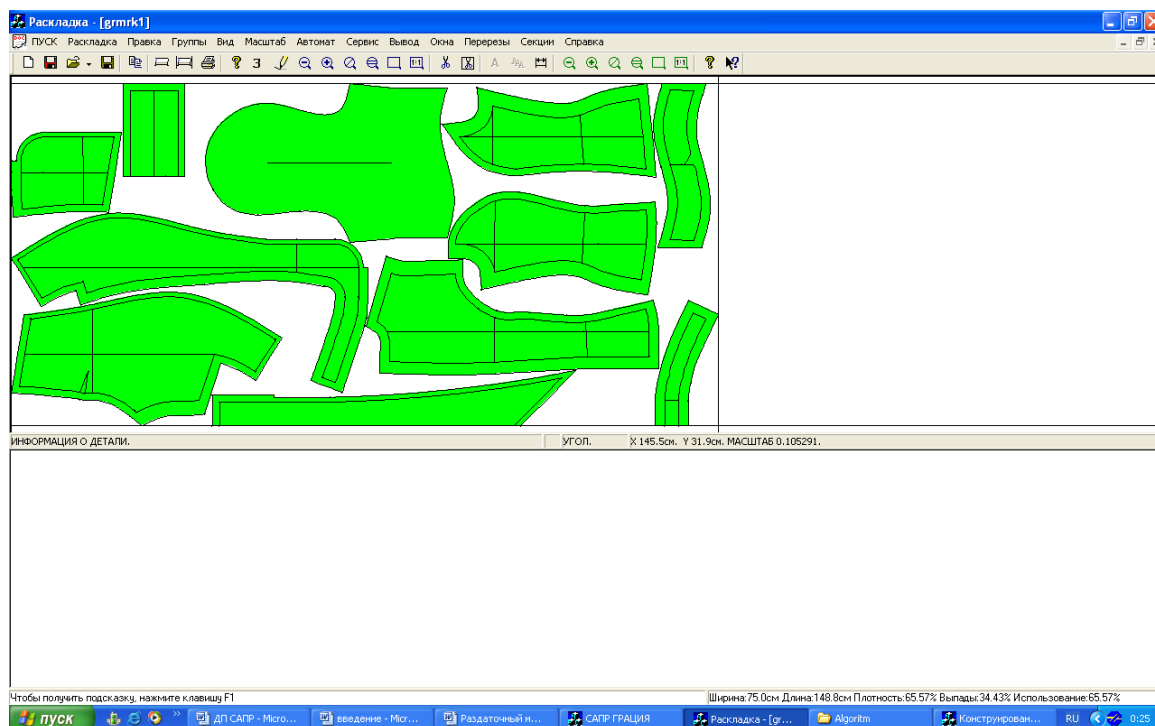 Раскладка - [grmrk1]
ПУСК Раскладка Правка Группы Вид Масштаб Автомат Сервис Вывод Окна Перерезы Секции Справка
ИНФОРМАЦИЯ О ДЕТАЛИ. УГОЛ. X 145.5см. Y 31.9см. МАСШТАБ 0.105291.
Чтобы получить подсказку, нажмите клавишу F1 Ширина:75.0см Длина:148.8см Плотность:65.57% Выпады:34.43% Использование:65.57%
пуск ДП САПР - Micro... введение - Micr... Раздаточный м... САПР ГРАЦИЯ Раскладка - [gr... Algoritm Конструирован... RU 0:25